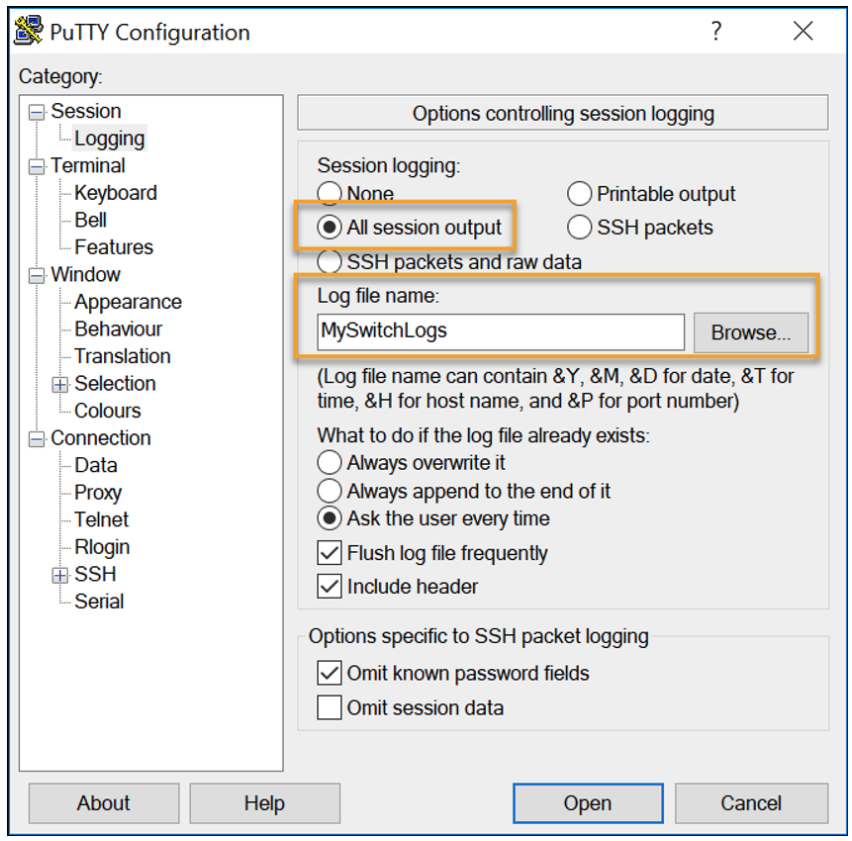 PuTTY Configuration
?
Category:
Session
Logging
Terminal
Keyboard
Bell
Features
Window
Appearance
Behaviour
Translation
Selection
Colours
Connection
Data
Proxy
Telnet
Rlogin
SSH
Serial
Options controlling session logging
Session logging:
None
Printable output
All session output
SSH packets
SSH packets and raw data
Log file name:
MySwitchLogs
Browse...
(Log file name can contain &Y, &M, &D for date, &T for
time, &H for host name, and &P for port number)
What to do if the log file already exists:
Always overwrite it
Always append to the end of it
Ask the user every time
Flush log file frequently
Include header
Options specific to SSH packet logging
Omit known password fields
Omit session data
About
Help
Open
Cancel